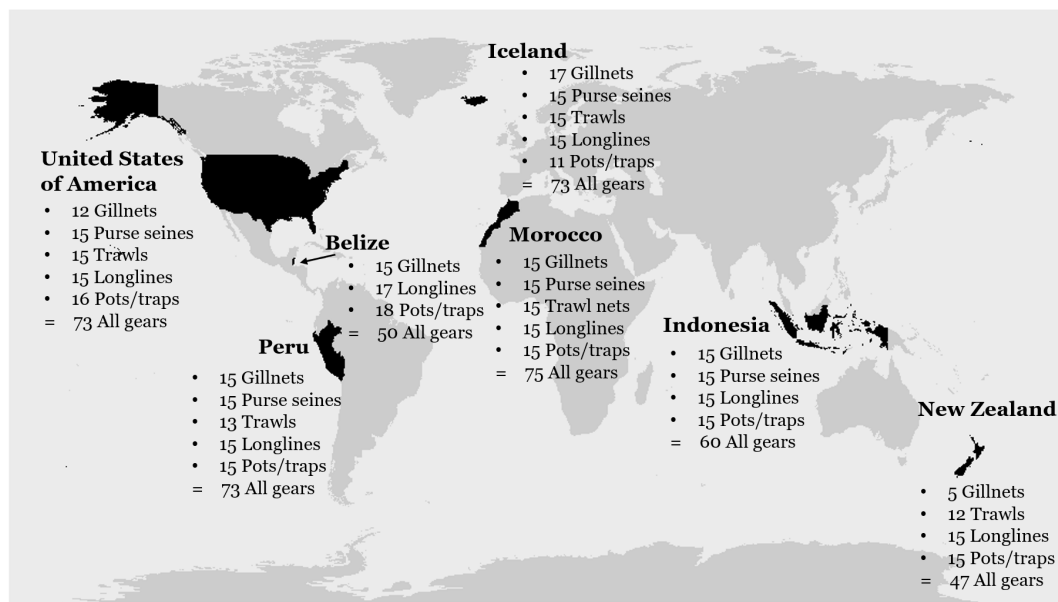 Iceland
• 17 Gillnets
• 15 Purse seines
• 15 Trawls
• 15 Longlines
• 11 Pots/traps
= 73 All gears
United States
of America
• 12 Gillnets
• 15 Purse seines
• 15 Trawls
• 15 Longlines
• 16 Pots/traps
= 73 All gears
Belize
• 15 Gillnets
• 17 Longlines
• 18 Pots/traps
= 50 All gears
Morocco
• 15 Gillnets
• 15 Purse seines
• 15 Trawl nets
• 15 Longlines
• 15 Pots/traps
= 75 All gears
Peru
• 15 Gillnets
• 15 Purse seines
• 13 Trawls
• 15 Longlines
• 15 Pots/traps
= 73 All gears
Indonesia
• 15 Gillnets
• 15 Purse seines
• 15 Longlines
• 15 Pots/traps
= 60 All gears
New Zealand
• 5 Gillnets
• 12 Trawls
• 15 Longlines
• 15 Pots/traps
= 47 All gears